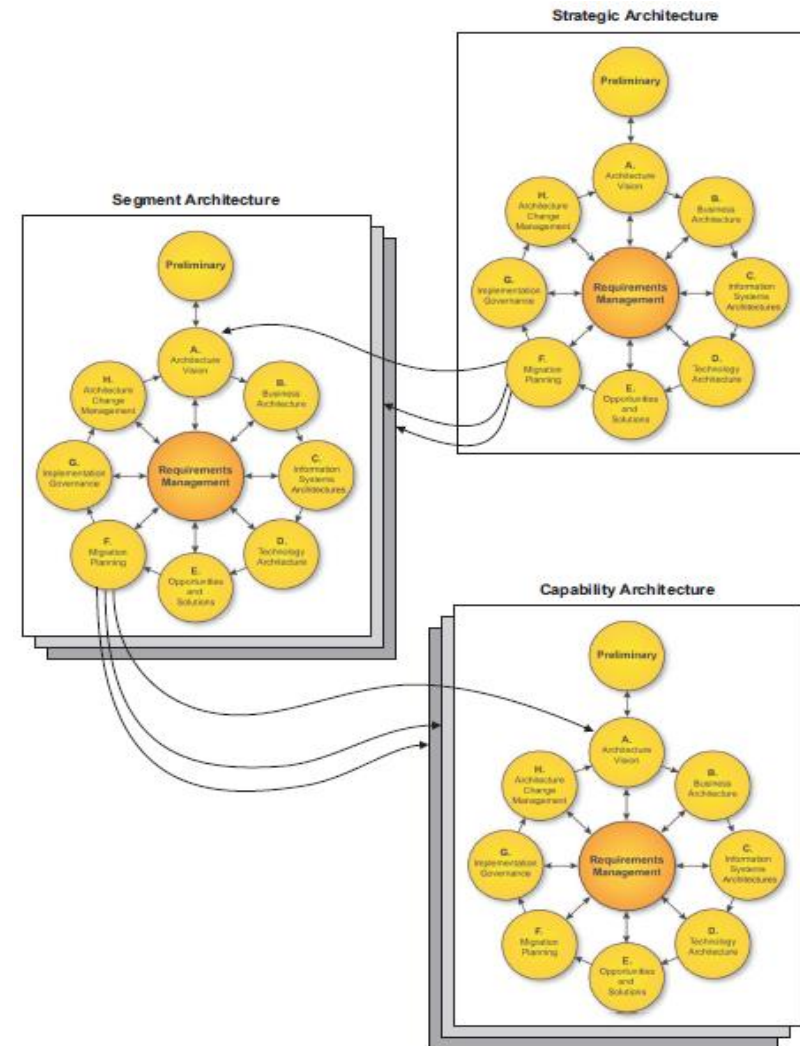 Strategic Architecture
Preliminary
A.
Architecture
Vision
B.
Business
Architecture
C.
Information
Systems
Architectures
D.
Technology
Architecture
E.
Opportunities
and
Solutions
F.
Migration
Planning
G.
Implementation
Governance
H.
Architecture
Change
Management
Requirements
Management
Segment Architecture
Preliminary
A.
Architecture
Vision
B.
Business
Architecture
C.
Information
Systems
Architectures
D.
Technology
Architecture
E.
Opportunities
and
Solutions
F.
Migration
Planning
G.
Implementation
Governance
H.
Architecture
Change
Management
Requirements
Management
Capability Architecture
Preliminary
A.
Architecture
Vision
B.
Business
Architecture
C.
Information
Systems
Architectures
D.
Technology
Architecture
E.
Opportunities
and
Solutions
F.
Migration
Planning
G.
Implementation
Governance
H.
Architecture
Change
Management
Requirements
Management